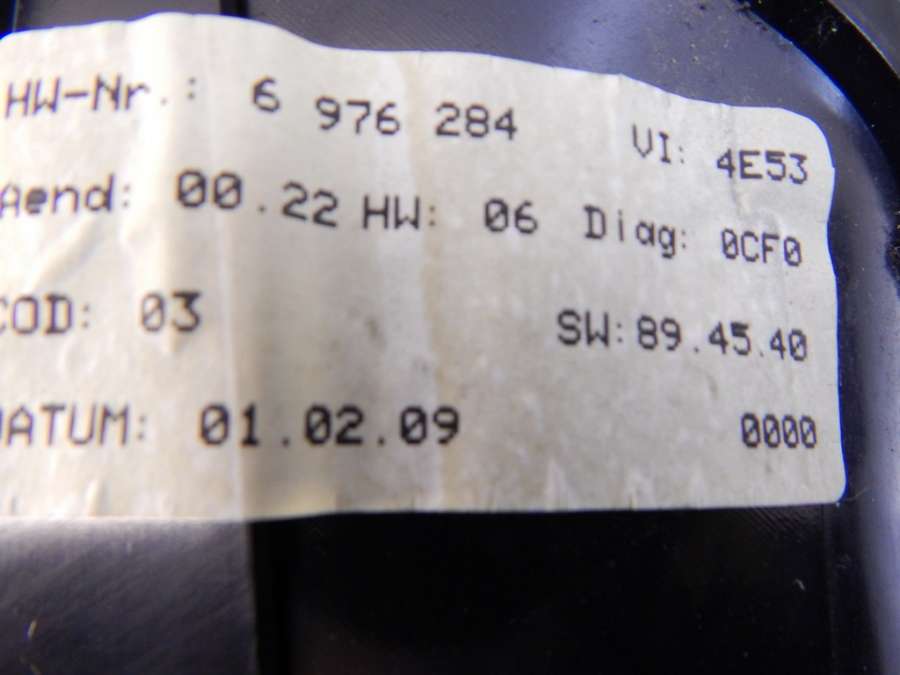 HW-Nr.: 6 976 284 VI: 4E53
Aend: 00.22 HW: 06 Diag: 0CF0
COD: 03 SW: 89.45.40
DATUM: 01.02.09 0000